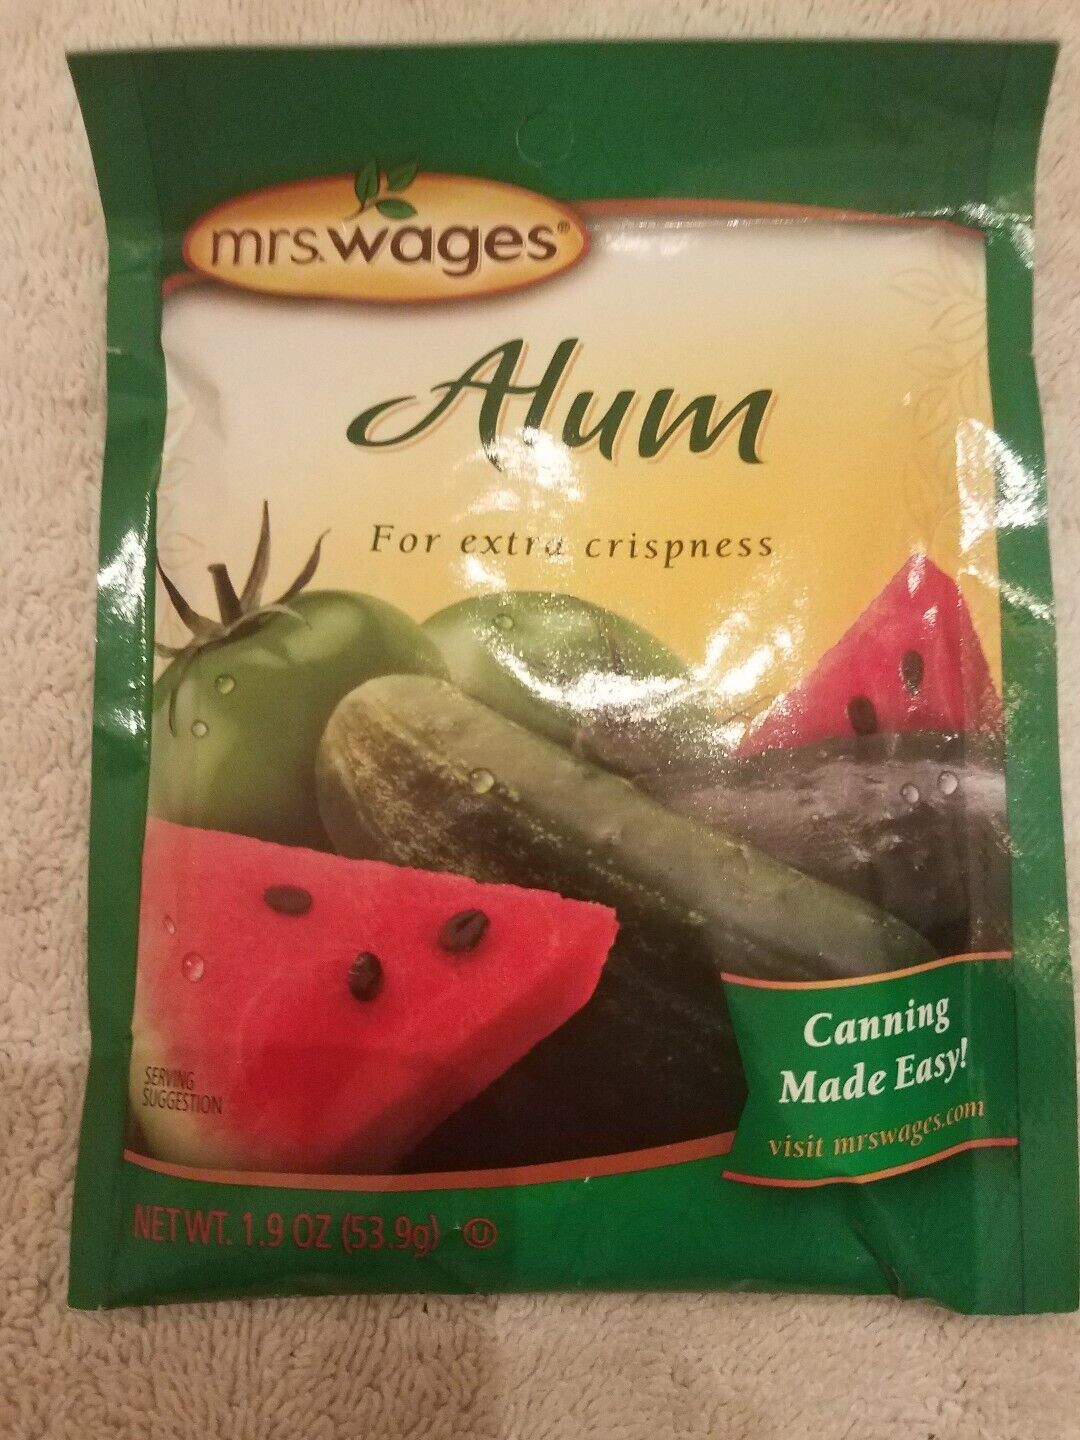 mrs.wages®
Alum
For extra crispness
Canning
Made Easy!
visit mrswages.com
SERVING
SUGGESTION
NET WT. 1.9 OZ (53.9g) U